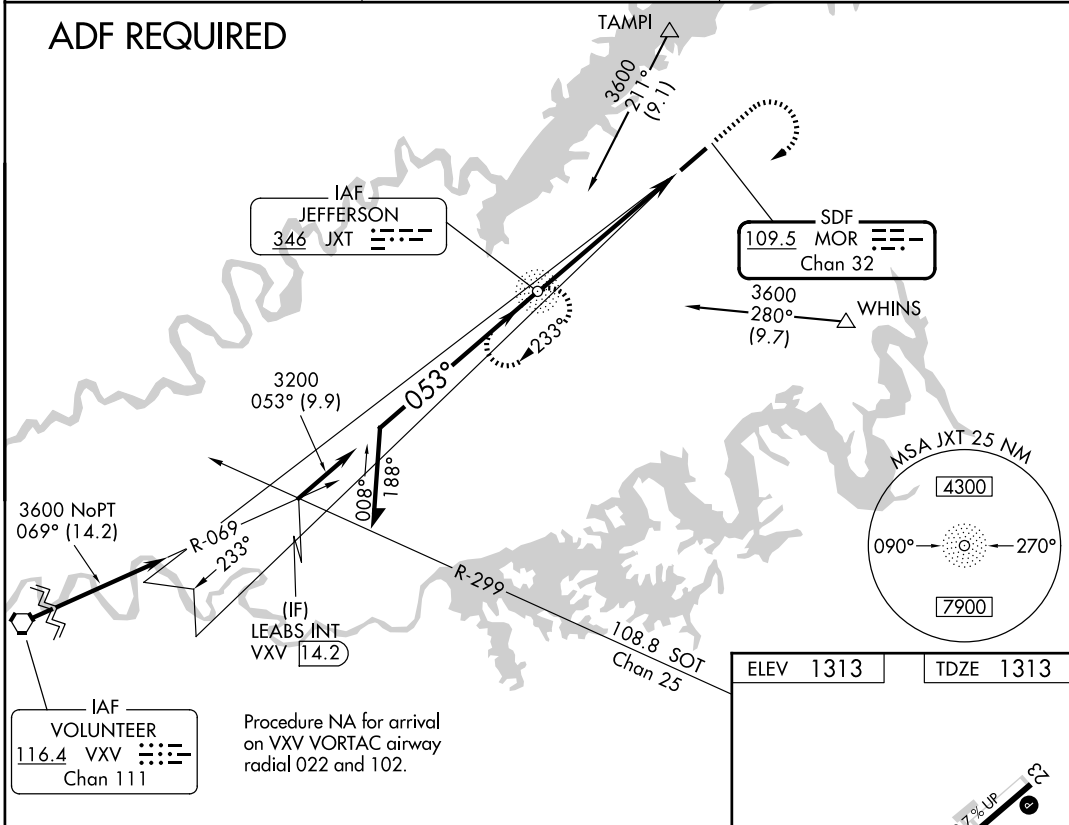 ADF REQUIRED
TAMPI
3600
211°
(9.1)
IAF
JEFFERSON
346 JXT
SDF
109.5 MOR
Chan 32
3600
280°
(9.7)
WHINS
233°
053°
3200
053° (9.9)
008°
188°
MSA JXT 25 NM
4300
090°
270°
7900
3600 NoPT
069° (14.2)
R-069
233°
R-299
(IF)
LEABS INT
VXV 14.2
108.8 SOT
Chan 25
IAF
VOLUNTEER
116.4 VXV
Chan 111
Procedure NA for arrival
on VXV VORTAC airway
radial 022 and 102.
ELEV 1313
TDZE 1313
23
7% UP
P